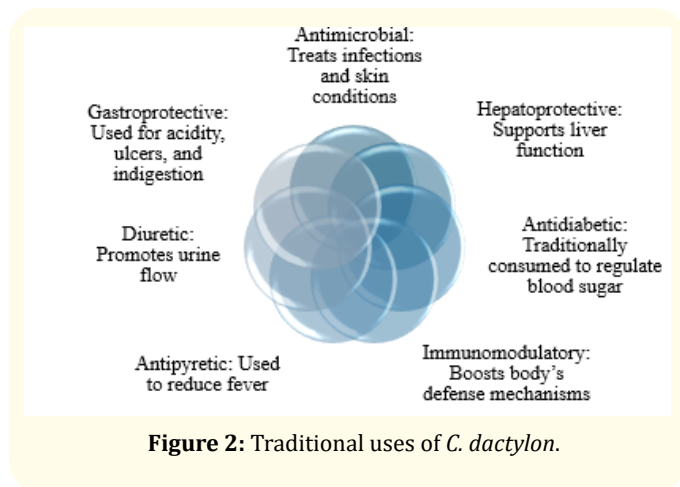 Antimicrobial:
Treats infections
and skin
conditions
Hepatoprotective:
Supports liver
function
Antidiabetic:
Traditionally
consumed to regulate
blood sugar
Immunomodulatory:
Boosts body's
defense mechanisms
Antipyretic: Used
to reduce fever
Diuretic:
Promotes urine
flow
Gastroprotective:
Used for acidity,
ulcers, and
indigestion
Figure 2: Traditional uses of C. dactylon.